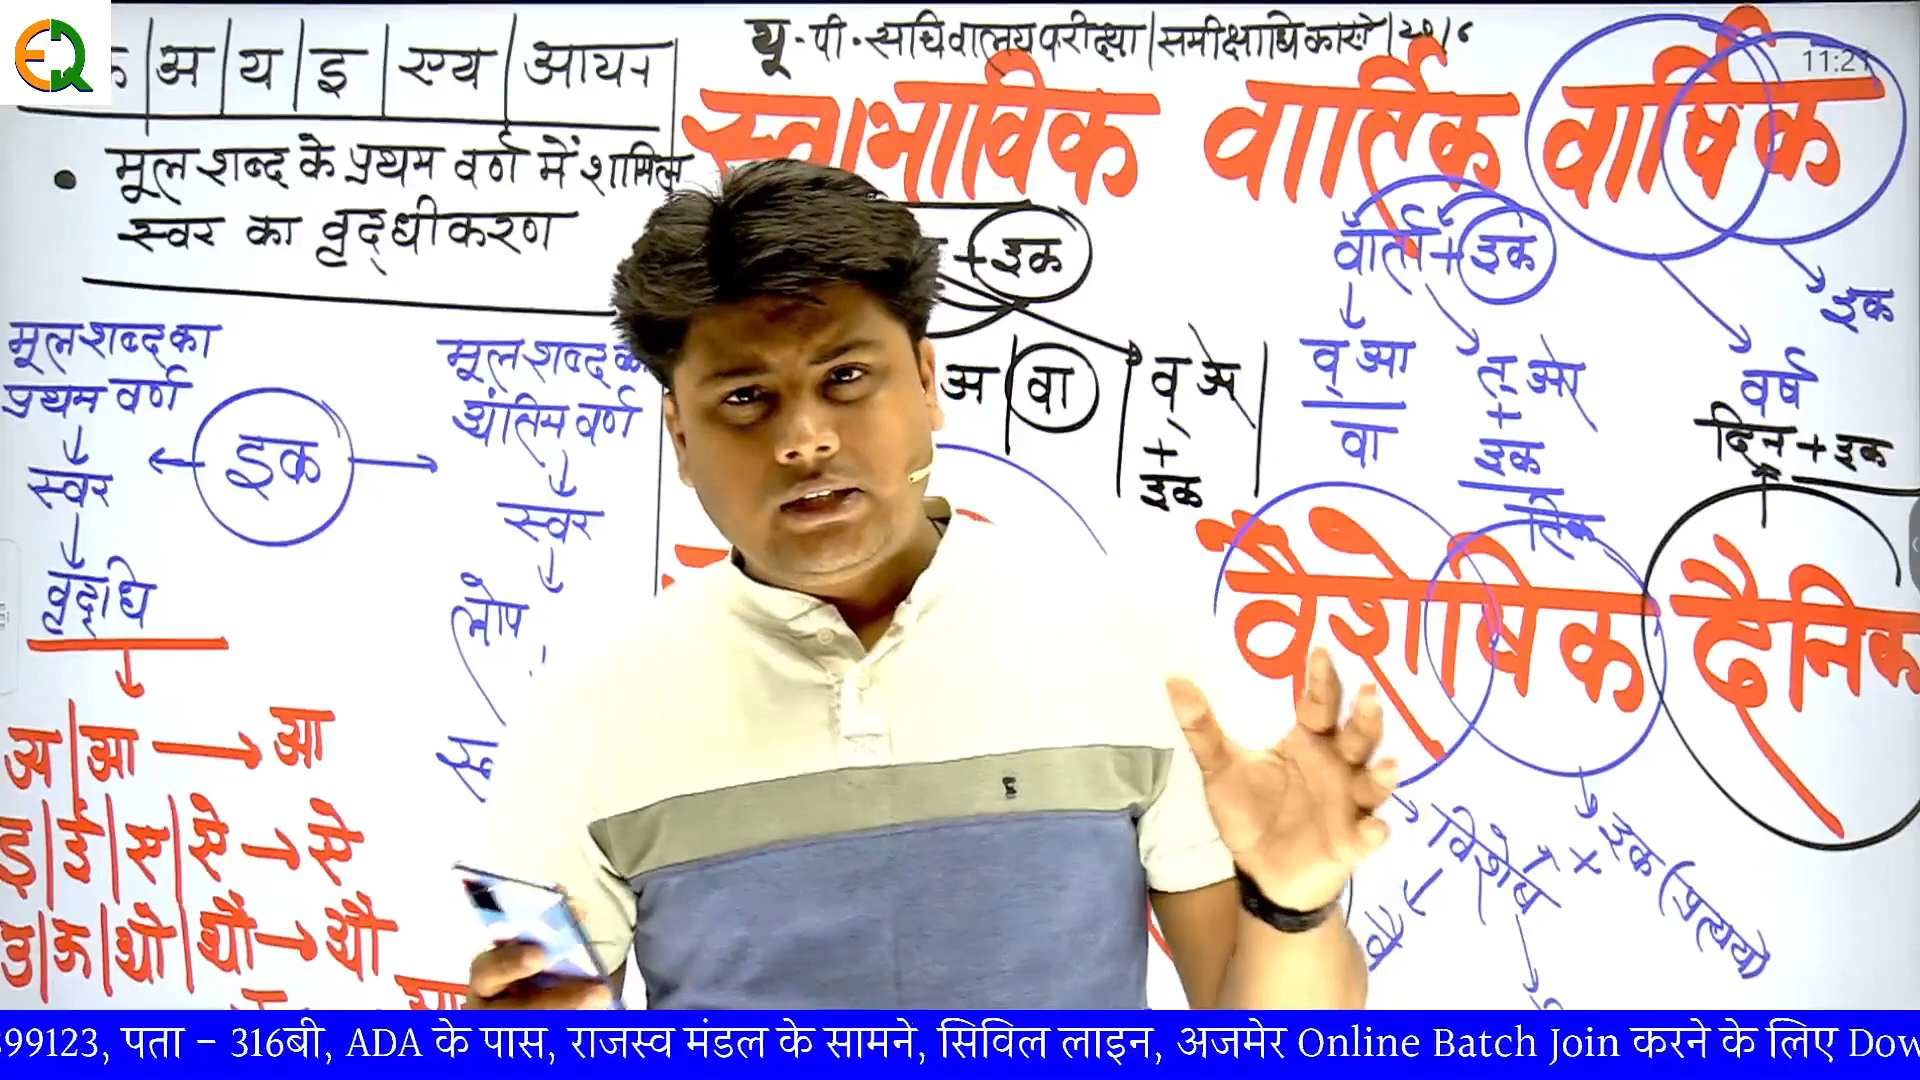 EQ
यू.पी.सचिवालय परीक्षा|समीक्षाधिकारी|2016
11:21
अ|य|इ|एय|आयन|
स्वाभाविक वार्तिक वार्षिक
• मूल शब्द के प्रथम वर्ण में शामिल
स्वर का वृद्धीकरण
+इक
वार्ता+इक
इक
मूल शब्द का
प्रथम वर्ण
स्वर
वृद्धि
इक
मूल शब्द का
अंतिम वर्ण
स्वर
लोप
अ|वा|व् अ
+
इक
व् आ
वा
त् आ
+
इक
तिक
वर्ष
दिन+इक
वैशेषिक दैनिक
अ|आ→आ
इ|ई|ए|ऐ→ऐ
उ|ऊ|ओ|औ→औ
विशेष + इक (प्रत्यय)
वै
99123, पता – 316बी, ADA के पास, राजस्व मंडल के सामने, सिविल लाइन, अजमेर Online Batch Join करने के लिए Dow